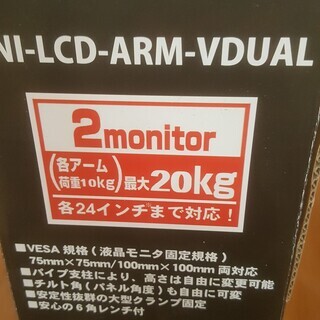 NI-LCD-ARM-VDUAL
2monitor
(各アーム荷重10kg)最大20kg
各24インチまで対応！
■VESA 規格(液晶モニタ固定規格)
75mm×75mm/100mm×100mm 両対応
■パイプ支柱により、高さは自由に変更可能
■チルト角(パネル角度)も自由に可変
■安定性抜群の大型クランプ固定
■安心の6角レンチ付